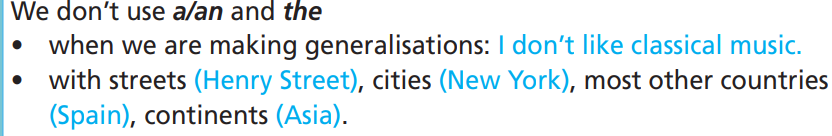 We don't use a/an and the
• when we are making generalisations: I don't like classical music.
• with streets (Henry Street), cities (New York), most other countries
(Spain), continents (Asia).